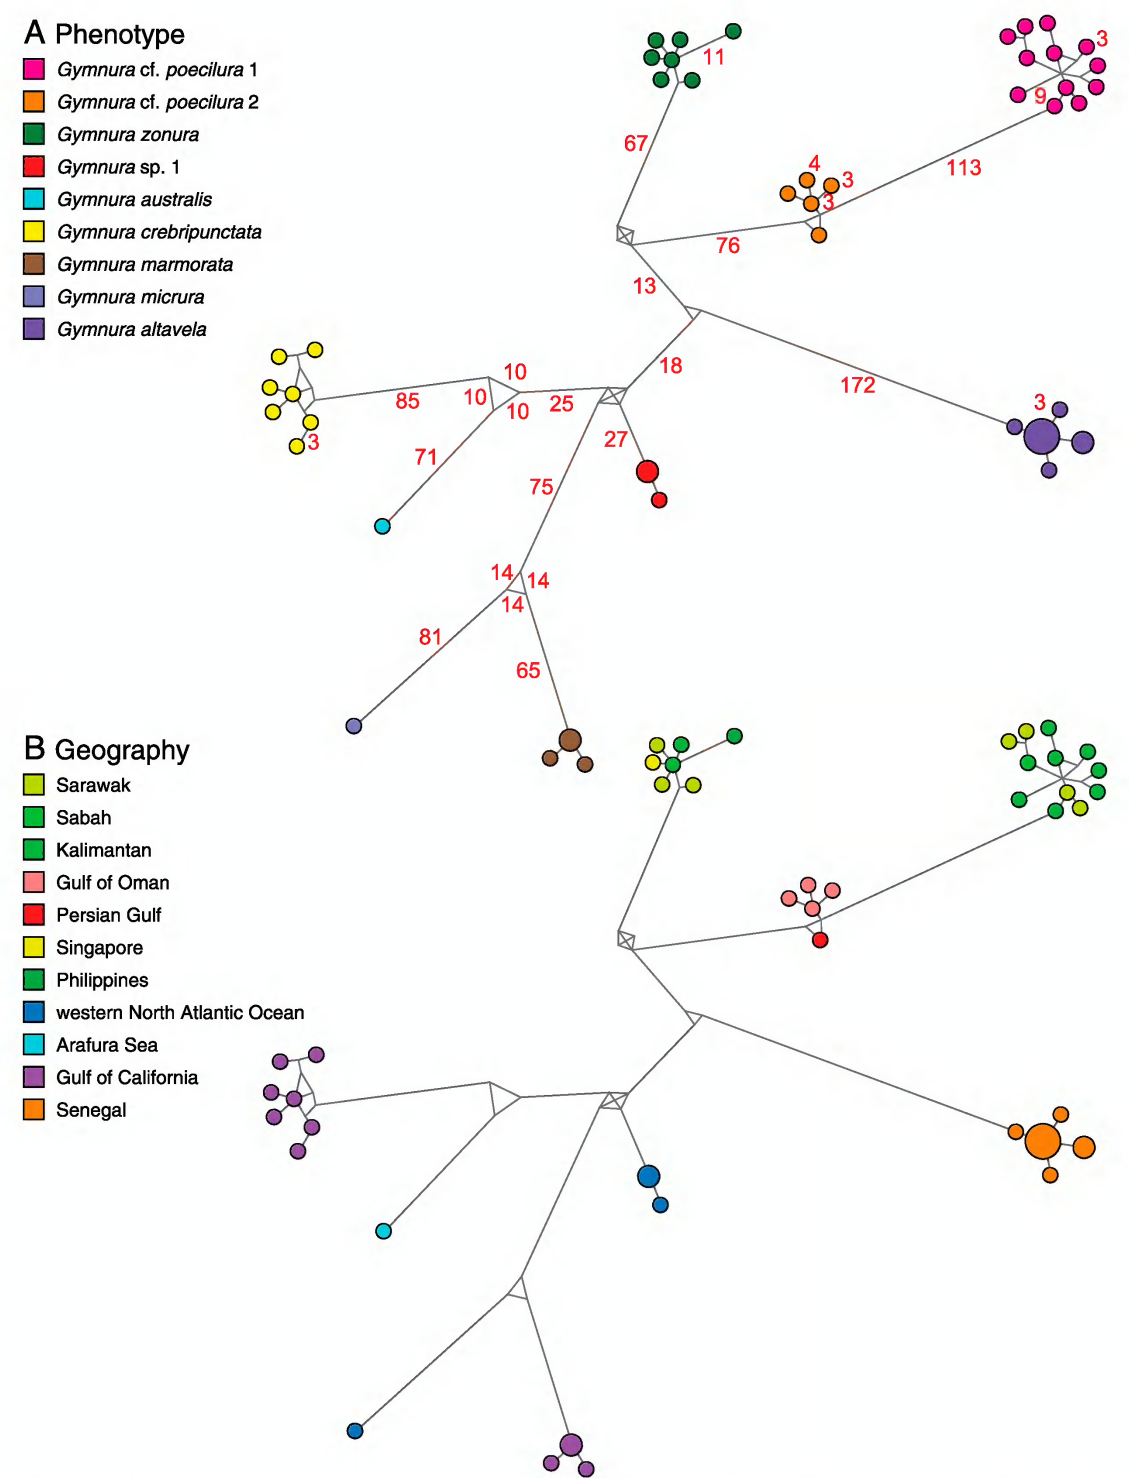 A Phenotype
Gymnura cf. poecilura 1
Gymnura cf. poecilura 2
Gymnura zonura
Gymnura sp. 1
Gymnura australis
Gymnura crebripunctata
Gymnura marmorata
Gymnura micrura
Gymnura altavela
11
3
9
67
4
3
3
113
76
13
18
172
10
85
10
10
25
3
27
3
71
75
14
14
14
81
65
B Geography
Sarawak
Sabah
Kalimantan
Gulf of Oman
Persian Gulf
Singapore
Philippines
western North Atlantic Ocean
Arafura Sea
Gulf of California
Senegal